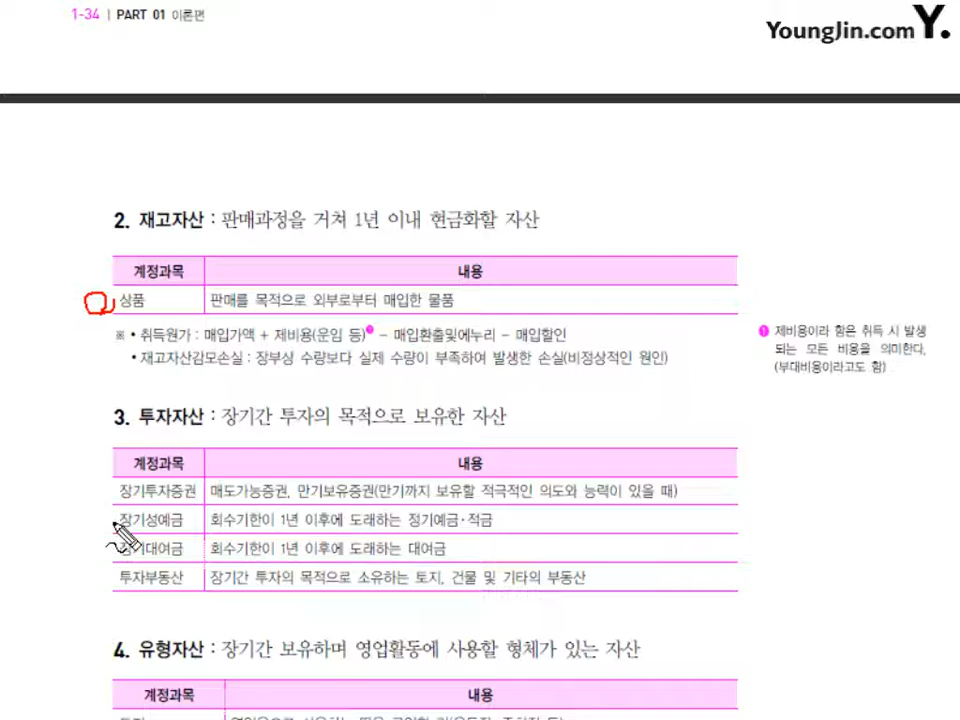 1-34 | PART 01 이론편
YoungJin.com Y.
2. 재고자산 : 판매과정을 거쳐 1년 이내 현금화할 자산
계정과목 내용
상품 판매를 목적으로 외부로부터 매입한 물품
※ • 취득원가 : 매입가액 + 제비용(운임 등)❶ - 매입환출및에누리 - 매입할인
• 재고자산감모손실 : 장부상 수량보다 실제 수량이 부족하여 발생한 손실(비정상적인 원인)
❶ 제비용이라 함은 취득 시 발생
되는 모든 비용을 의미한다.
(부대비용이라고도 함)
3. 투자자산 : 장기간 투자의 목적으로 보유한 자산
계정과목 내용
장기투자증권 매도가능증권, 만기보유증권(만기까지 보유할 적극적인 의도와 능력이 있을 때)
장기성예금 회수기한이 1년 이후에 도래하는 정기예금·적금
장기대여금 회수기한이 1년 이후에 도래하는 대여금
투자부동산 장기간 투자의 목적으로 소유하는 토지, 건물 및 기타의 부동산
4. 유형자산 : 장기간 보유하며 영업활동에 사용할 형체가 있는 자산
계정과목 내용